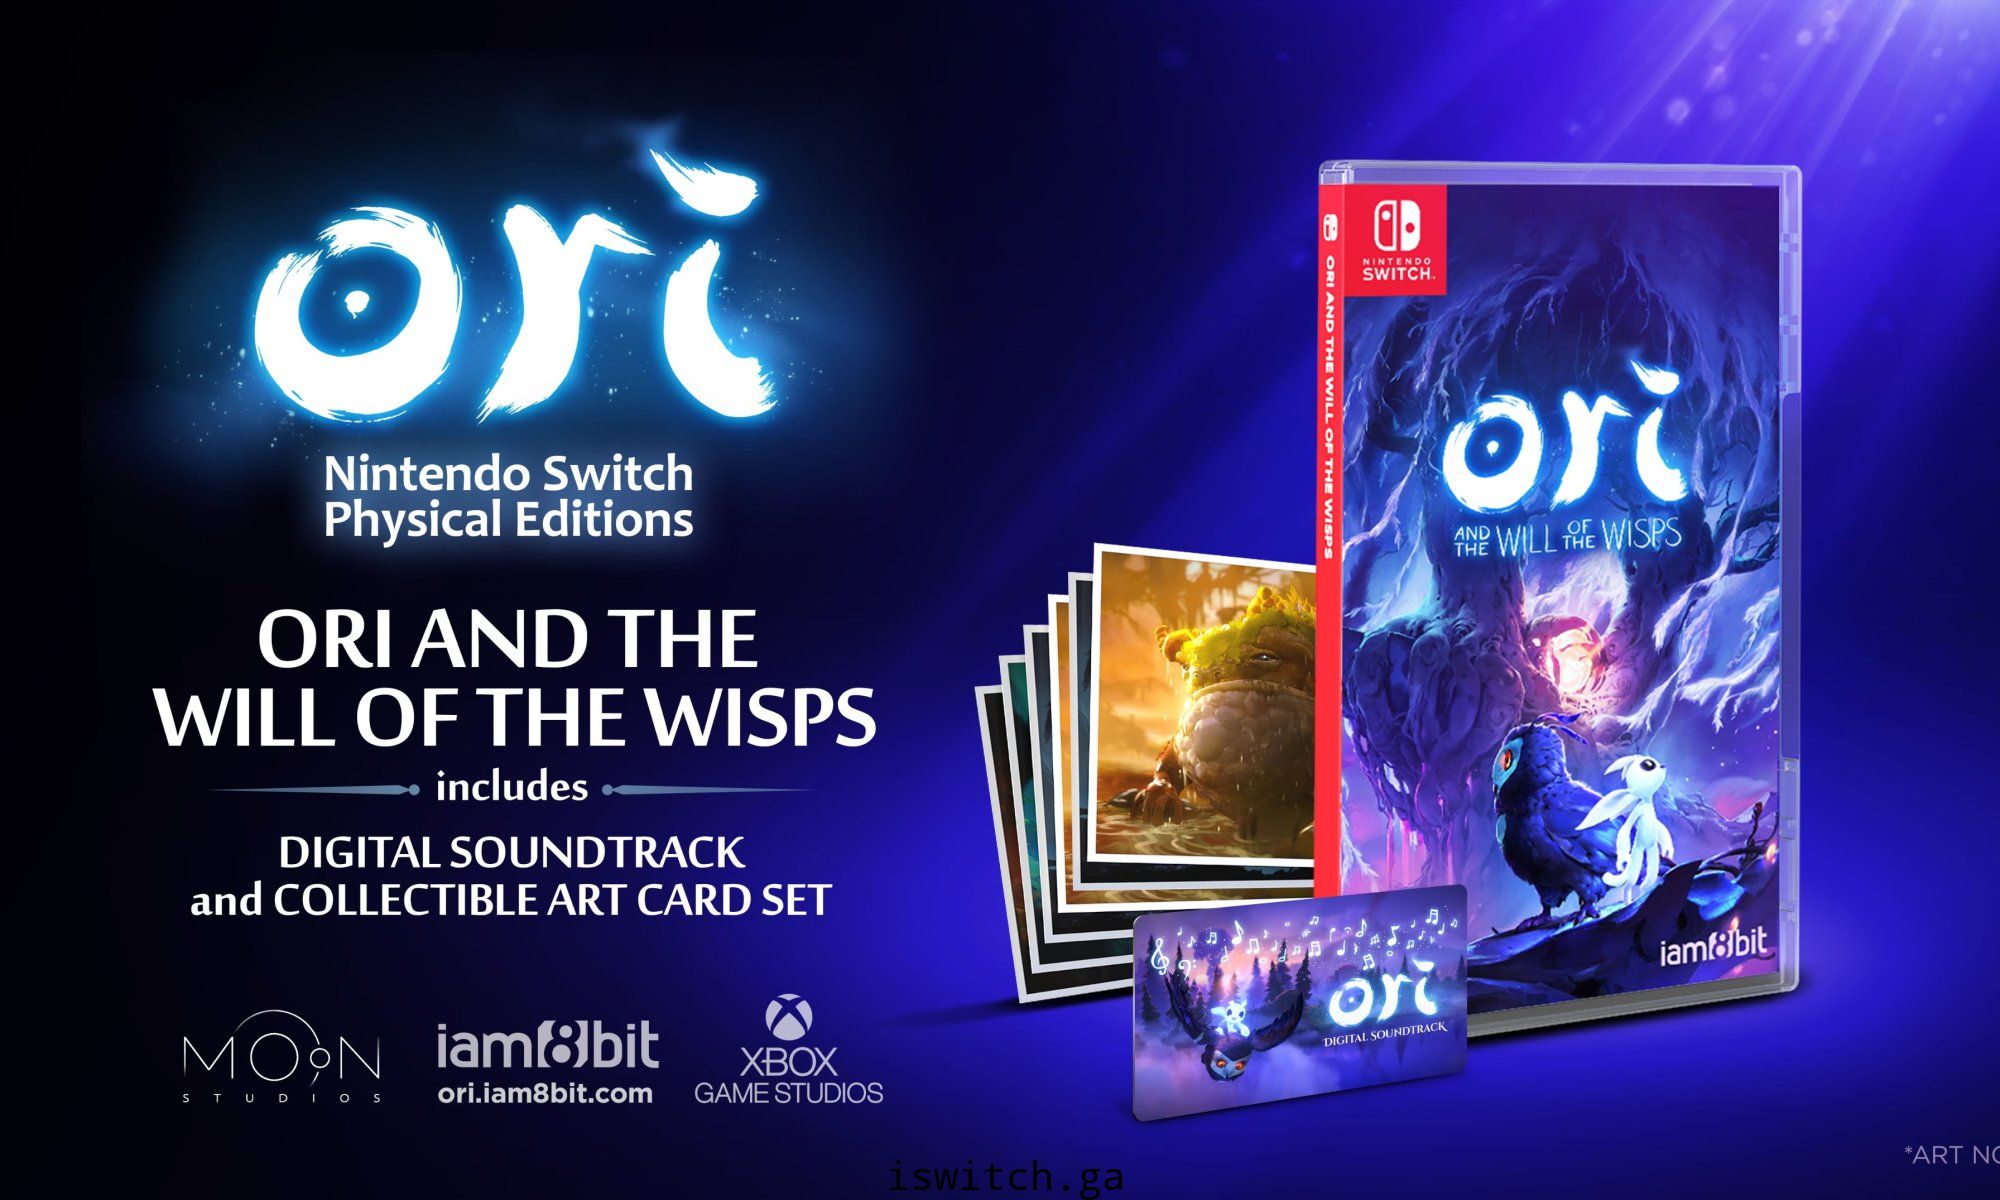 ori
Nintendo Switch
Physical Editions
ORI AND THE
WILL OF THE WISPS
includes
DIGITAL SOUNDTRACK
and COLLECTIBLE ART CARD SET
MOON
STUDIOS
iam8bit
ori.iam8bit.com
XBOX
GAME STUDIOS
NINTENDO
SWITCH
ORI AND THE WILL OF THE WISPS
ori
AND THE WILL OF THE WISPS
iam8bit
ori
DIGITAL SOUNDTRACK
*ART NO
iswitch.ga